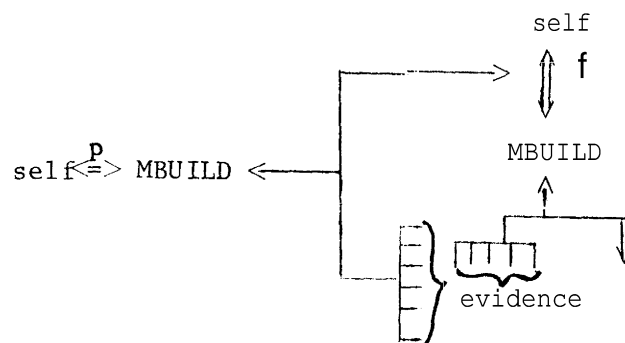 self
f
p
self <=> MBUILD
MBUILD
evidence